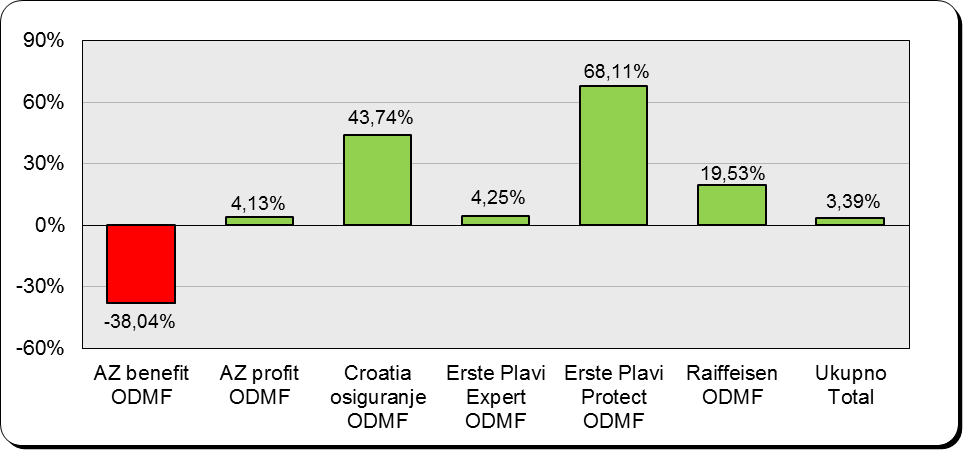 90%
60%
30%
0%
-30%
-60%
-38,04%
4,13%
43,74%
4,25%
68,11%
19,53%
3,39%
AZ benefit
ODMF
AZ profit
ODMF
Croatia
osiguranje
ODMF
Erste Plavi
Expert
ODMF
Erste Plavi
Protect
ODMF
Raiffeisen
ODMF
Ukupno
Total